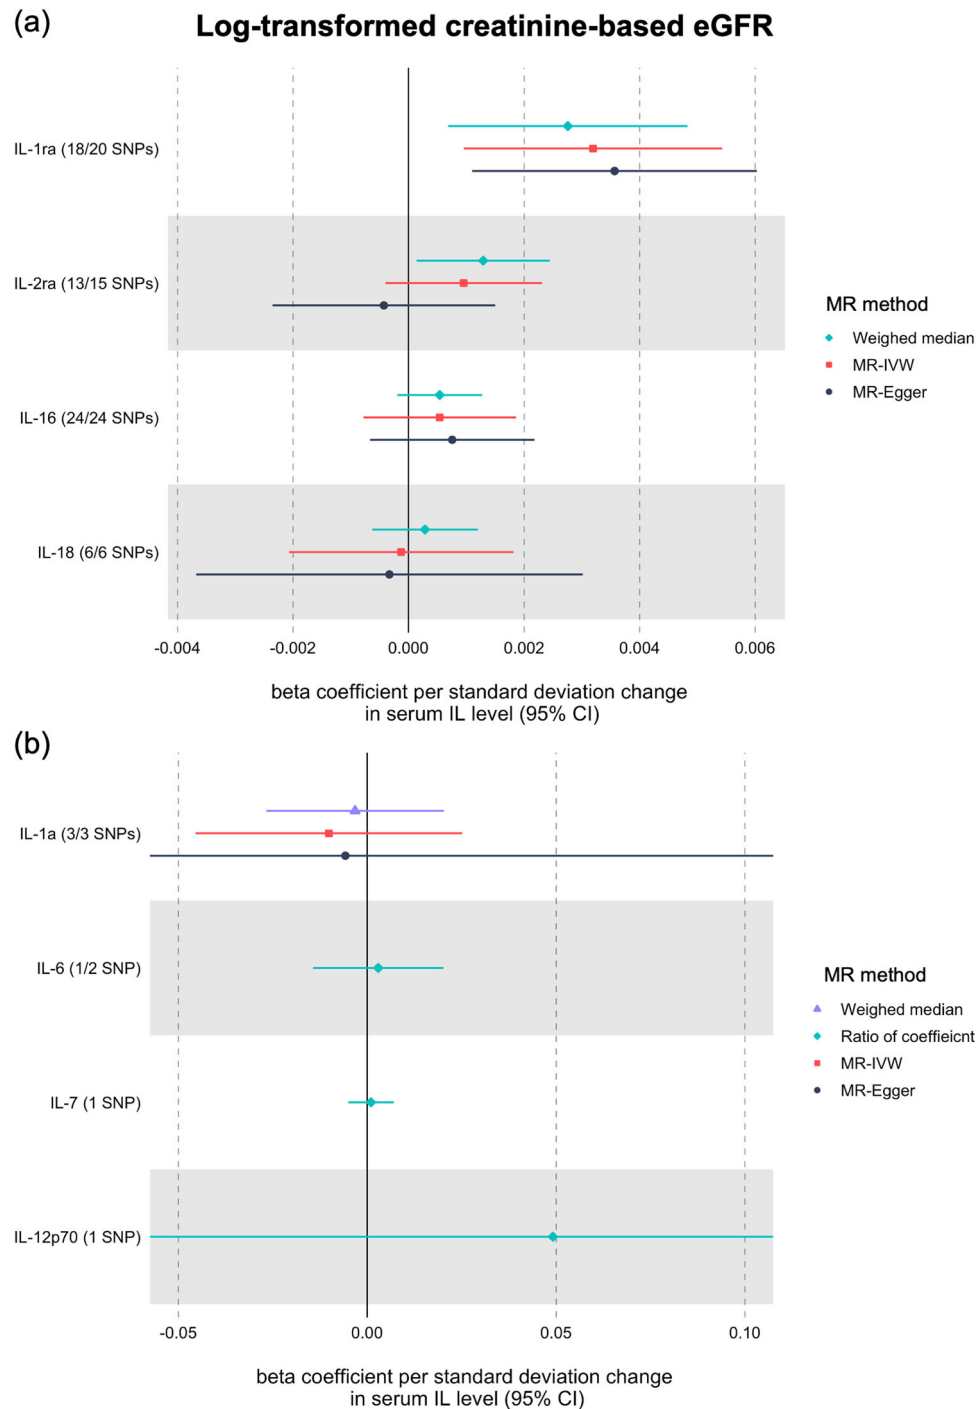 (a)
Log-transformed creatinine-based eGFR
IL-1ra (18/20 SNPs)
IL-2ra (13/15 SNPs)
IL-16 (24/24 SNPs)
IL-18 (6/6 SNPs)
MR method
Weighed median
MR-IVW
MR-Egger
-0.004 -0.002 0.000 0.002 0.004 0.006
beta coefficient per standard deviation change
in serum IL level (95% CI)
(b)
IL-1a (3/3 SNPs)
IL-6 (1/2 SNP)
IL-7 (1 SNP)
IL-12p70 (1 SNP)
MR method
Weighed median
Ratio of coeffieicnt
MR-IVW
MR-Egger
-0.05 0.00 0.05 0.10
beta coefficient per standard deviation change
in serum IL level (95% CI)